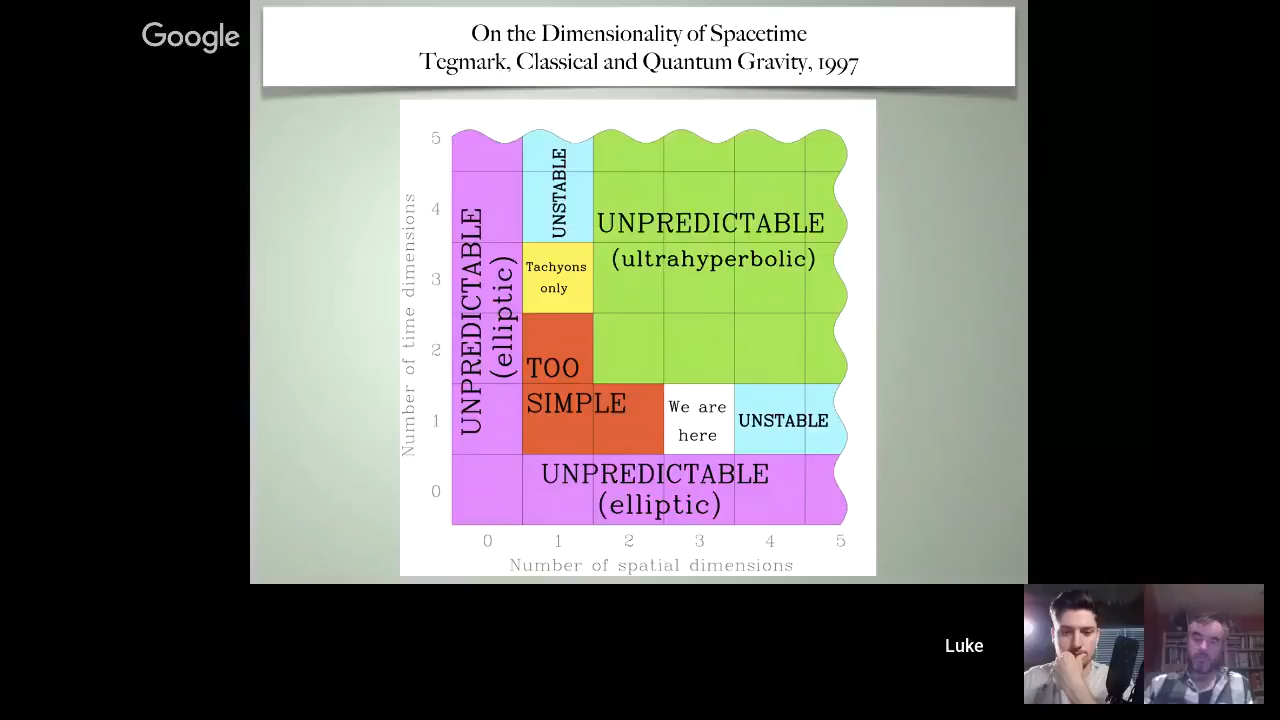 Google
On the Dimensionality of Spacetime
Tegmark, Classical and Quantum Gravity, 1997
Number of time dimensions
5
4
3
2
1
0
UNPREDICTABLE
(elliptic)
UNSTABLE
UNPREDICTABLE
(ultrahyperbolic)
Tachyons
only
TOO
SIMPLE
We are
here
UNSTABLE
UNPREDICTABLE
(elliptic)
0 1 2 3 4 5
Number of spatial dimensions
Luke